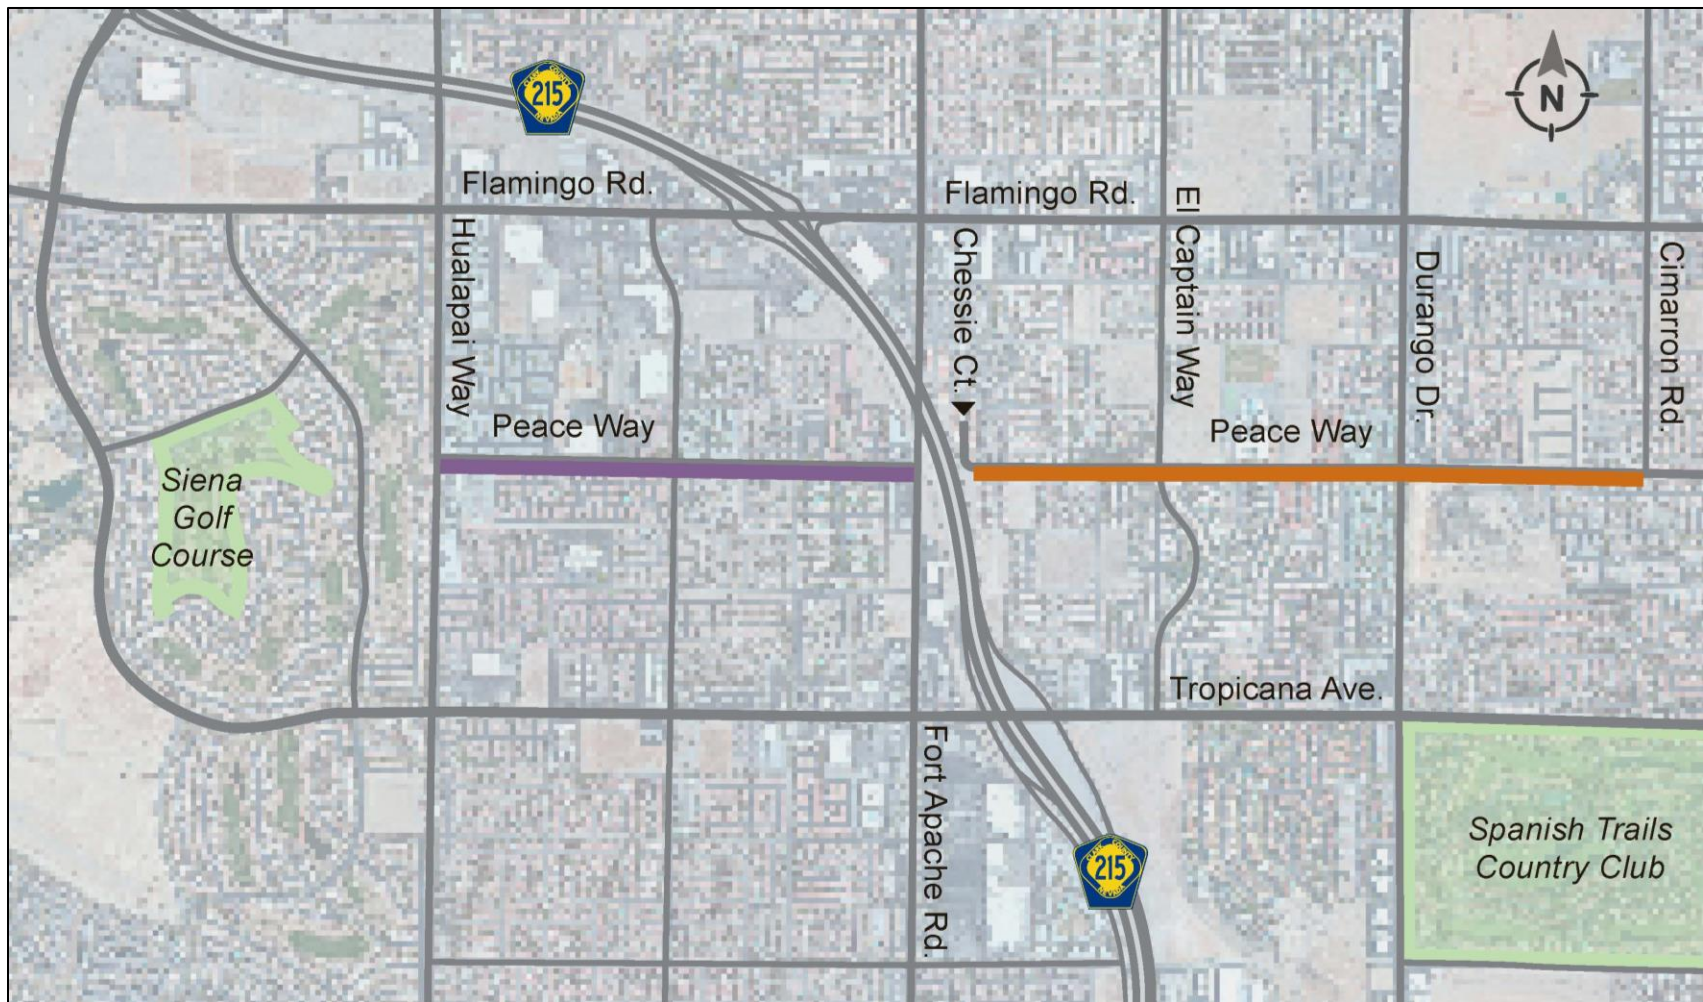 215
N
Flamingo Rd.
Flamingo Rd.
El Captain Way
Hualapai Way
Chessie Ct.
Durango Dr.
Cimarron Rd.
Peace Way
Peace Way
Siena
Golf
Course
Tropicana Ave.
Fort Apache Rd.
Spanish Trails
Country Club
215